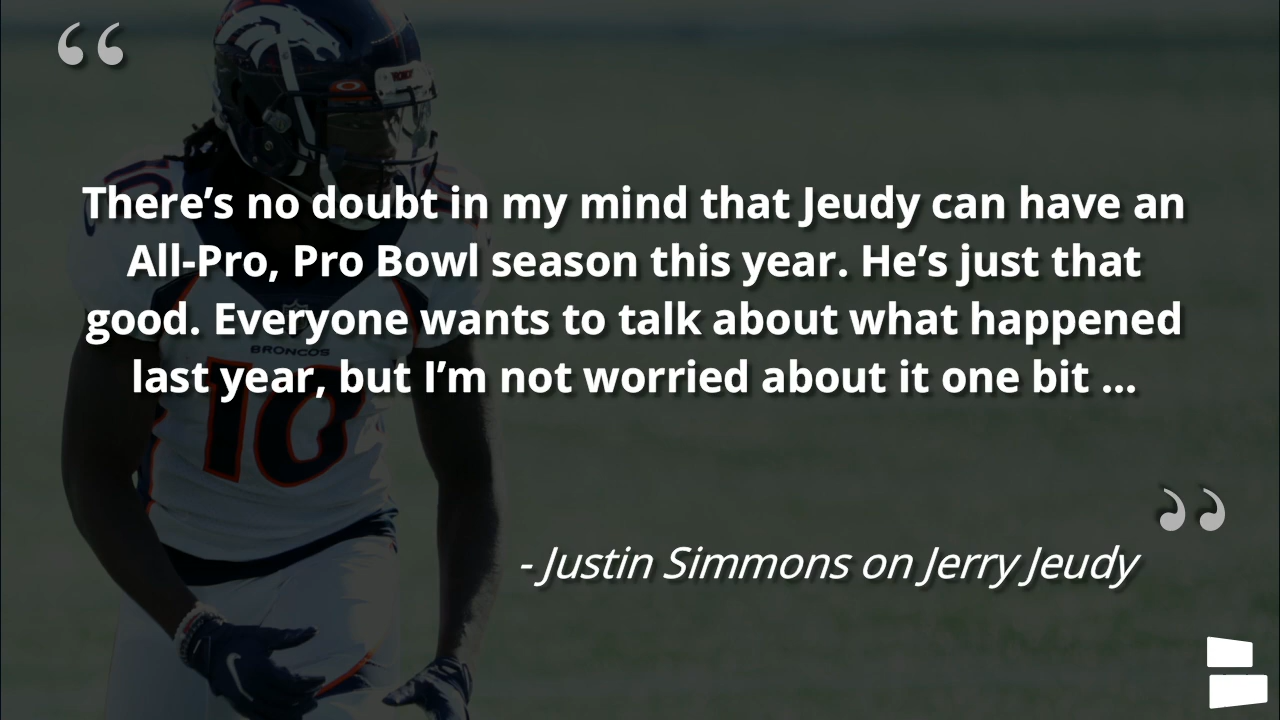 “
There’s no doubt in my mind that Jeudy can have an
All-Pro, Pro Bowl season this year. He’s just that
good. Everyone wants to talk about what happened
last year, but I’m not worried about it one bit ...
”
- Justin Simmons on Jerry Jeudy
BRONCOS
10